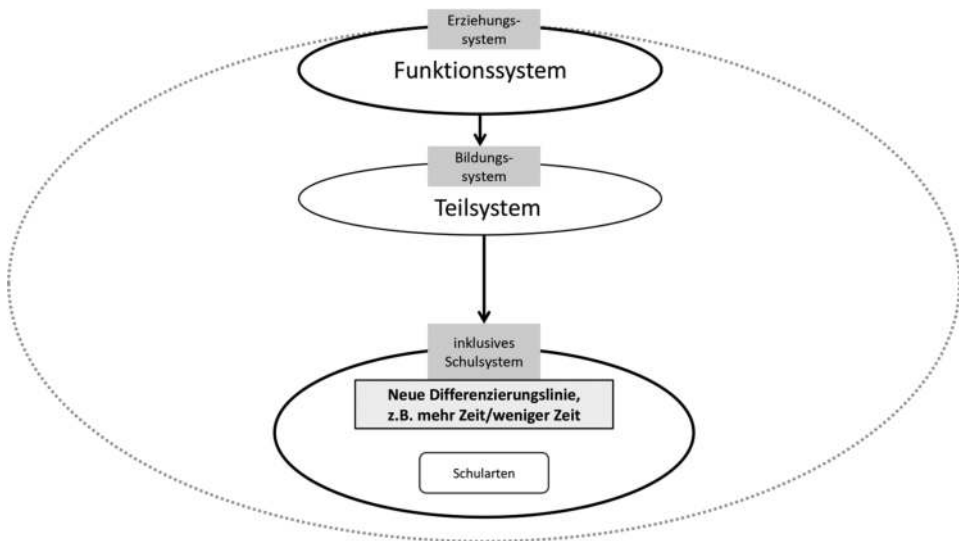 Erziehungs-
system
Funktionssystem
Bildungs-
system
Teilsystem
inklusives
Schulsystem
Neue Differenzierungslinie,
z.B. mehr Zeit/weniger Zeit
Schularten